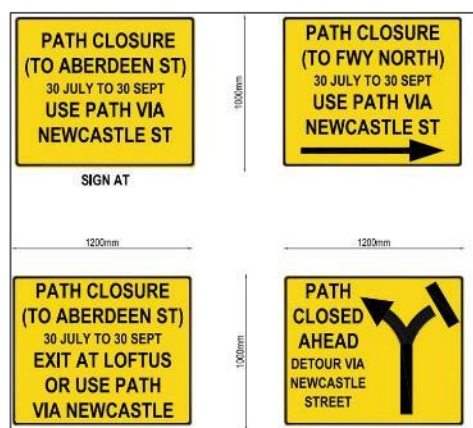 PATH CLOSURE
(TO ABERDEEN ST)
30 JULY TO 30 SEPT
USE PATH VIA
NEWCASTLE ST
SIGN AT
1000mm
PATH CLOSURE
(TO FWY NORTH)
30 JULY TO 30 SEPT
USE PATH VIA
NEWCASTLE ST
1200mm
1200mm
PATH CLOSURE
(TO ABERDEEN ST)
30 JULY TO 30 SEPT
EXIT AT LOFTUS
OR USE PATH
VIA NEWCASTLE
1000mm
PATH
CLOSED
AHEAD
DETOUR VIA
NEWCASTLE
STREET